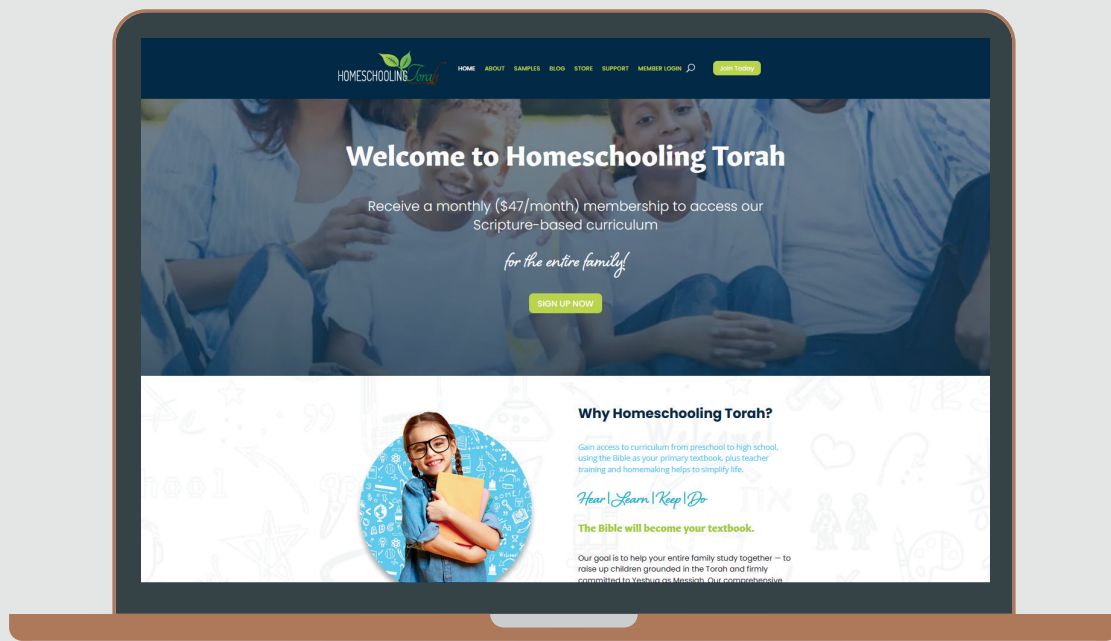 HOMESCHOOLING Torah
HOME ABOUT SAMPLES BLOG STORE SUPPORT MEMBER LOGIN Join Today
Welcome to Homeschooling Torah
Receive a monthly ($47/month) membership to access our
Scripture-based curriculum
for the entire family!
SIGN UP NOW
Why Homeschooling Torah?
Gain access to curriculum from preschool to high school,
using the Bible as your primary textbook, plus teacher
training and homemaking helps to simplify life.
Hear | Learn | Keep | Do
The Bible will become your textbook.
Our goal is to help your entire family study together — to
raise up children grounded in the Torah and firmly
committed to Yeshua as Messiah. Our comprehensive